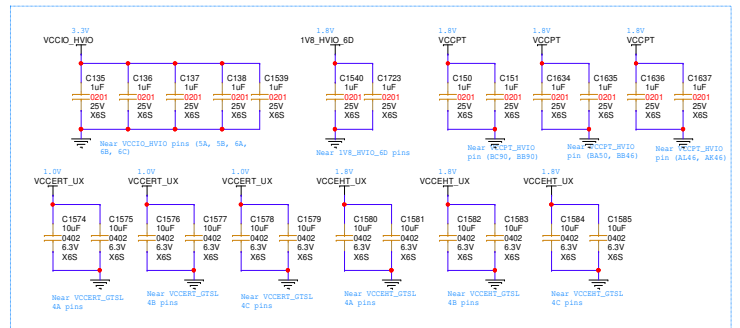 3.3V
VCCIO_HVIO
C135
1uF
0201
25V
X6S
C136
1uF
0201
25V
X6S
C137
1uF
0201
25V
X6S
C138
1uF
0201
25V
X6S
C1539
1uF
0201
25V
X6S
Near VCCIO_HVIO pins (5A, 5B, 6A,
6B, 6C)
1.8V
1V8_HVIO_6D
C1540
1uF
0201
25V
X6S
C1723
1uF
0201
25V
X6S
Near 1V8_HVIO_6D pins
1.8V
VCCPT
C150
1uF
0201
25V
X6S
C151
1uF
0201
25V
X6S
Near VCCPT_HVIO
pin (BC90, BB90)
1.8V
VCCPT
C1634
1uF
0201
25V
X6S
C1635
1uF
0201
25V
X6S
Near VCCPT_HVIO
pin (BA50, BB46)
1.8V
VCCPT
C1636
1uF
0201
25V
X6S
C1637
1uF
0201
25V
X6S
Near VCCPT_HVIO
pin (AL46, AK46)
1.0V
VCCERT_UX
C1574
10uF
0402
6.3V
X6S
C1575
10uF
0402
6.3V
X6S
Near VCCERT_GTSL
4A pins
1.0V
VCCERT_UX
C1576
10uF
0402
6.3V
X6S
C1577
10uF
0402
6.3V
X6S
Near VCCERT_GTSL
4B pins
1.0V
VCCERT_UX
C1578
10uF
0402
6.3V
X6S
C1579
10uF
0402
6.3V
X6S
Near VCCERT_GTSL
4C pins
1.8V
VCCEHT_UX
C1580
10uF
0402
6.3V
X6S
C1581
10uF
0402
6.3V
X6S
Near VCCEHT_GTSL
4A pins
1.8V
VCCEHT_UX
C1582
10uF
0402
6.3V
X6S
C1583
10uF
0402
6.3V
X6S
Near VCCEHT_GTSL
4B pins
1.8V
VCCEHT_UX
C1584
10uF
0402
6.3V
X6S
C1585
10uF
0402
6.3V
X6S
Near VCCEHT_GTSL
4C pins